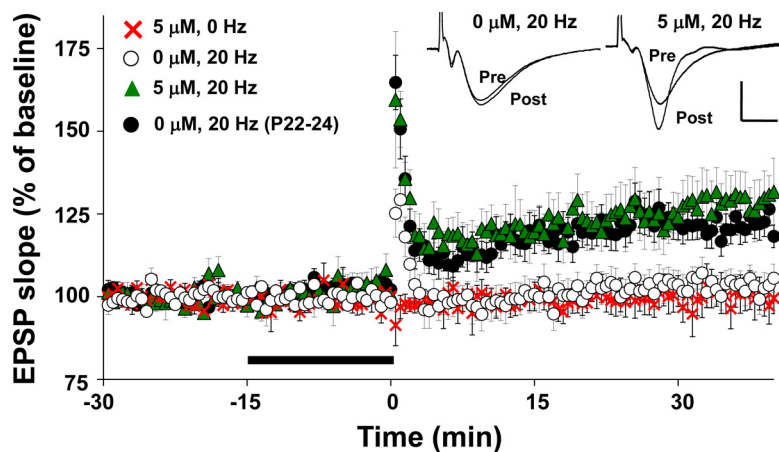 175
150
125
100
75
EPSP slope (% of baseline)
5 μM, 0 Hz
0 μM, 20 Hz
5 μM, 20 Hz
0 μM, 20 Hz (P22-24)
0 μM, 20 Hz
5 μM, 20 Hz
Pre
Post
Pre
Post
-30
-15
0
15
30
Time (min)